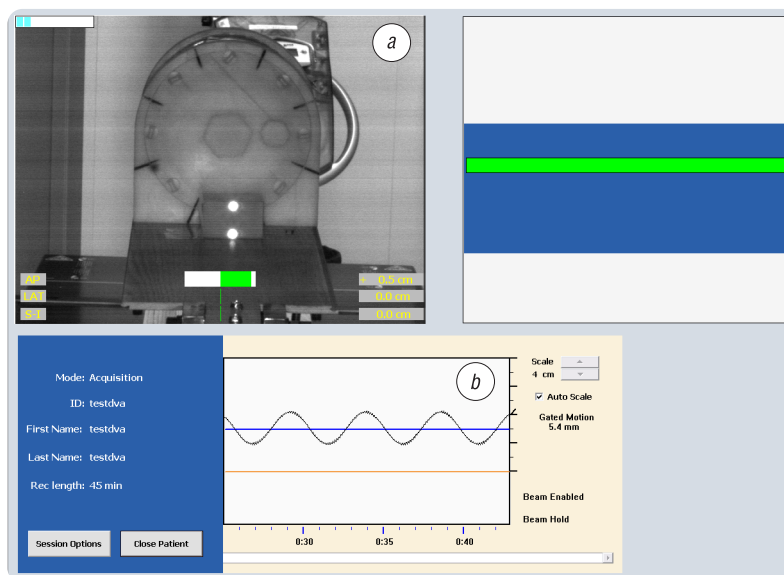 a
AP
+ 0.5 cm
LAT
0.0 cm
S-I
0.0 cm
Mode: Acquisition
ID: testdva
First Name: testdva
Last Name: testdva
Rec length: 45 min
Session Options
Close Patient
b
0:30
0:35
0:40
Scale
4 cm
Auto Scale
Gated Motion
5.4 mm
Beam Enabled
Beam Hold